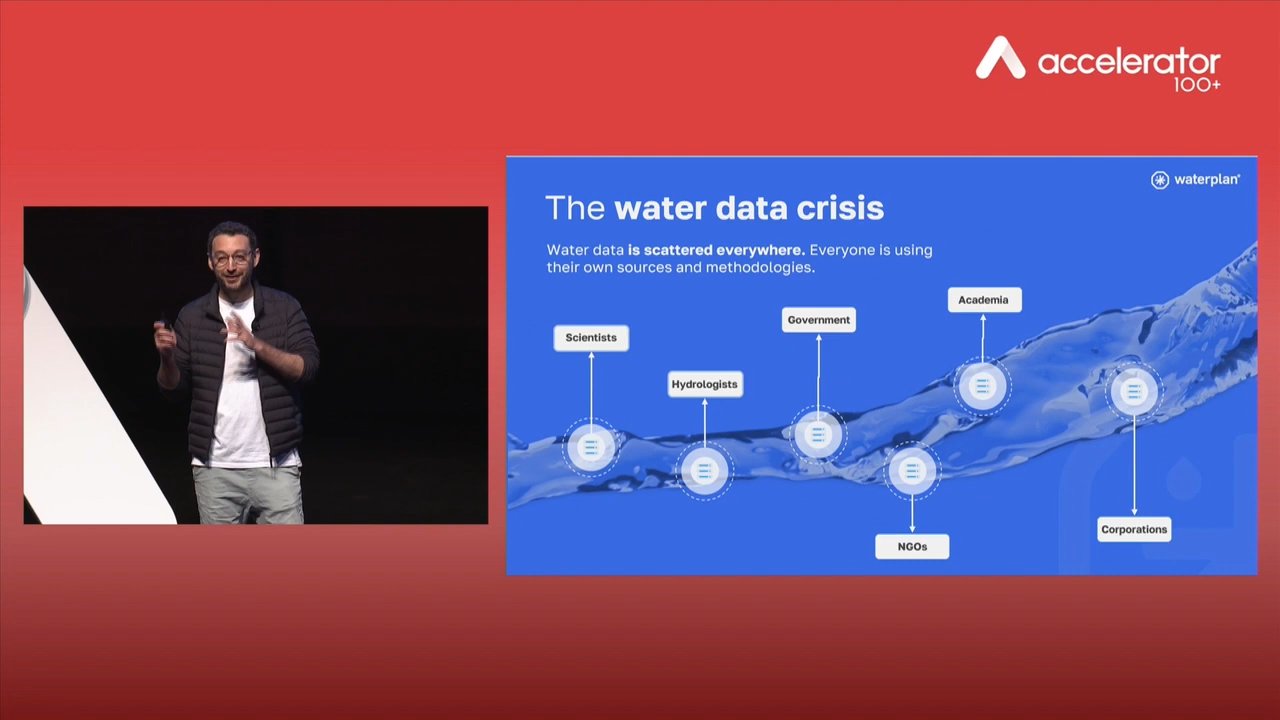 accelerator
100+
waterplan
The water data crisis
Water data is scattered everywhere. Everyone is using
their own sources and methodologies.
Academia
Government
Scientists
Hydrologists
Corporations
NGOs